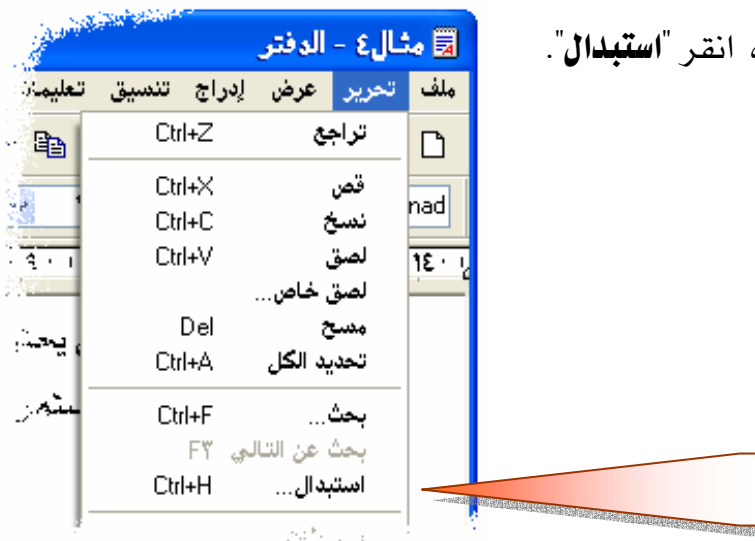 ، انقر "استبدال".
مثال٤ - الدفتر
ملف تحرير عرض إدراج تنسيق
تراجع Ctrl+Z
قص Ctrl+X
نسخ Ctrl+C
لصق Ctrl+V
لصق خاص...
مسح Del
تحديد الكل Ctrl+A
بحث... Ctrl+F
بحث عن التالي F٣
استبدال... Ctrl+H